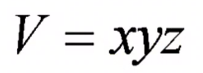 V = xyz